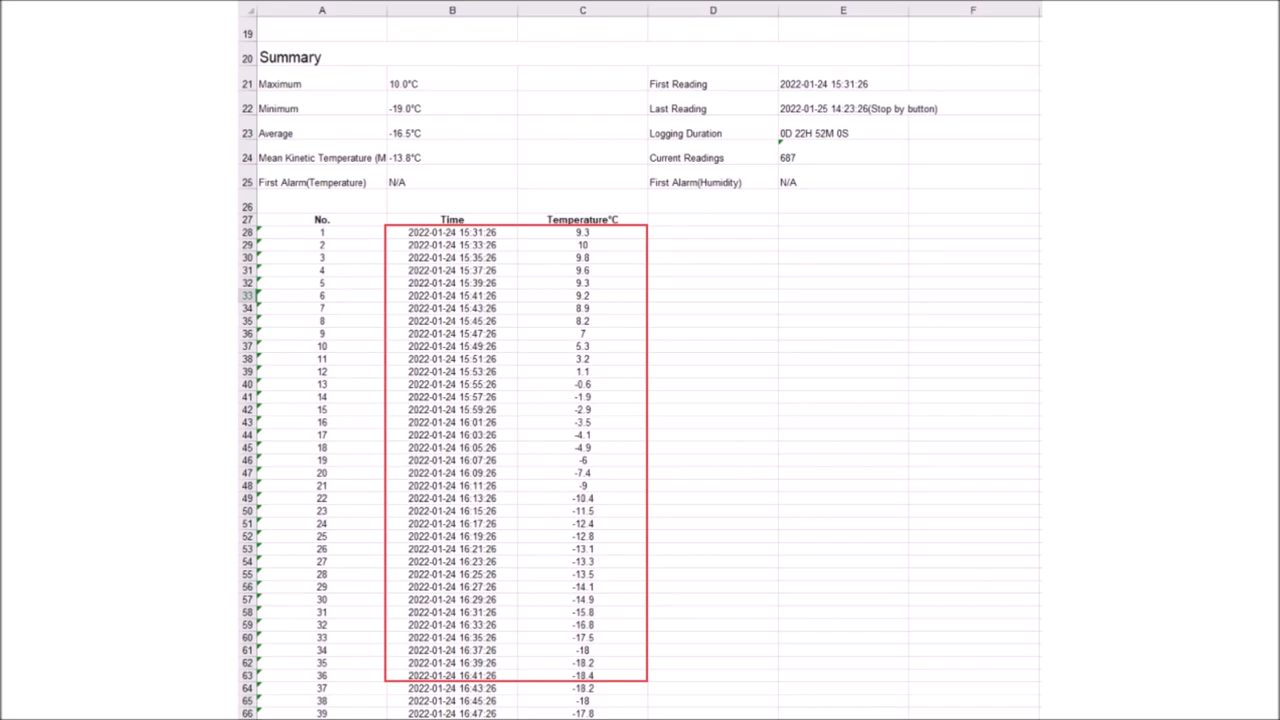 A B C D E F
19
20 Summary
21 Maximum 10.0°C First Reading 2022-01-24 15:31:26
22 Minimum -19.0°C Last Reading 2022-01-25 14:23:26(Stop by button)
23 Average -16.5°C Logging Duration 0D 22H 52M 0S
24 Mean Kinetic Temperature (M -13.8°C Current Readings 687
25 First Alarm(Temperature) N/A First Alarm(Humidity) N/A
26
27 No. Time Temperature°C
28 1 2022-01-24 15:31:26 9.3
29 2 2022-01-24 15:33:26 10
30 3 2022-01-24 15:35:26 9.8
31 4 2022-01-24 15:37:26 9.6
32 5 2022-01-24 15:39:26 9.3
33 6 2022-01-24 15:41:26 9.2
34 7 2022-01-24 15:43:26 8.9
35 8 2022-01-24 15:45:26 8.2
36 9 2022-01-24 15:47:26 7
37 10 2022-01-24 15:49:26 5.3
38 11 2022-01-24 15:51:26 3.2
39 12 2022-01-24 15:53:26 1.1
40 13 2022-01-24 15:55:26 -0.6
41 14 2022-01-24 15:57:26 -1.9
42 15 2022-01-24 15:59:26 -2.9
43 16 2022-01-24 16:01:26 -3.5
44 17 2022-01-24 16:03:26 -4.1
45 18 2022-01-24 16:05:26 -4.9
46 19 2022-01-24 16:07:26 -6
47 20 2022-01-24 16:09:26 -7.4
48 21 2022-01-24 16:11:26 -9
49 22 2022-01-24 16:13:26 -10.4
50 23 2022-01-24 16:15:26 -11.5
51 24 2022-01-24 16:17:26 -12.4
52 25 2022-01-24 16:19:26 -12.8
53 26 2022-01-24 16:21:26 -13.1
54 27 2022-01-24 16:23:26 -13.3
55 28 2022-01-24 16:25:26 -13.5
56 29 2022-01-24 16:27:26 -14.1
57 30 2022-01-24 16:29:26 -14.9
58 31 2022-01-24 16:31:26 -15.8
59 32 2022-01-24 16:33:26 -16.8
60 33 2022-01-24 16:35:26 -17.5
61 34 2022-01-24 16:37:26 -18
62 35 2022-01-24 16:39:26 -18.2
63 36 2022-01-24 16:41:26 -18.4
64 37 2022-01-24 16:43:26 -18.2
65 38 2022-01-24 16:45:26 -18
66 39 2022-01-24 16:47:26 -17.8